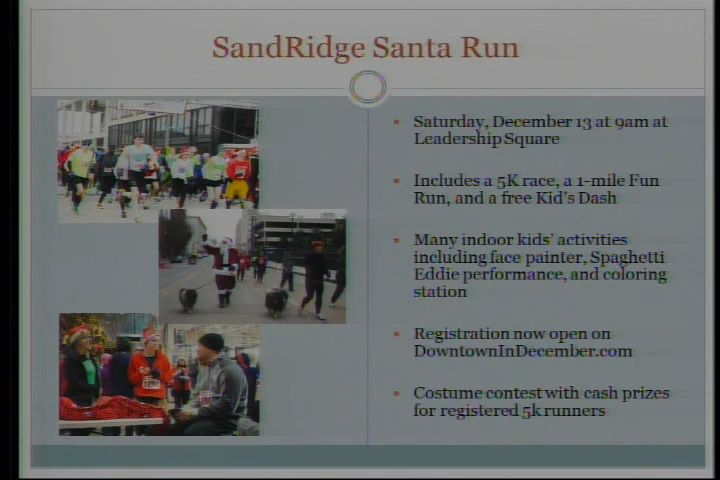 SandRidge Santa Run
Saturday, December 13 at 9am at
Leadership Square
Includes a 5K race, a 1-mile Fun
Run, and a free Kid's Dash
Many indoor kids' activities
including face painter, Spaghetti
Eddie performance, and coloring
station
Registration now open on
DowntownInDecember.com
Costume contest with cash prizes
for registered 5k runners